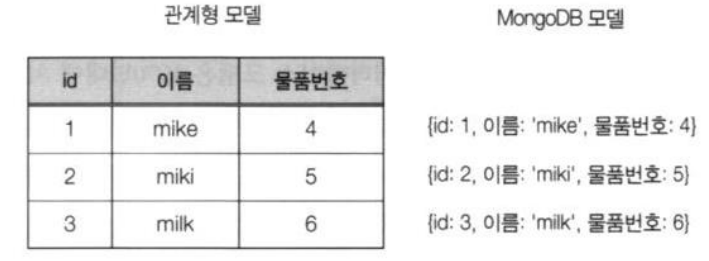 관계형 모델
MongoDB 모델
id 이름 물품번호
1 mike 4
{id: 1, 이름: 'mike', 물품번호: 4}
2 miki 5
{id: 2, 이름: 'miki', 물품번호: 5}
3 milk 6
{id: 3, 이름: 'milk', 물품번호: 6}